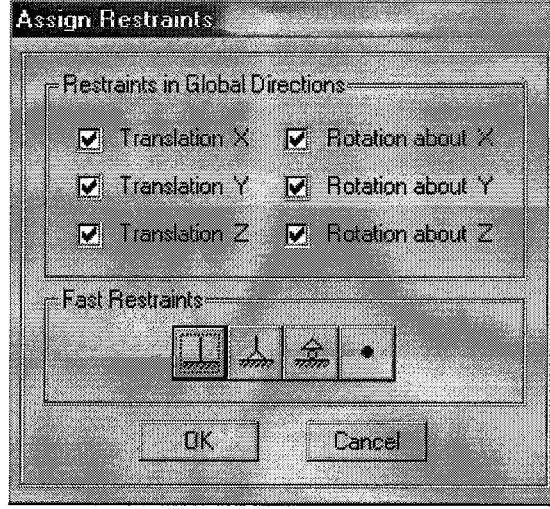 Assign Restraints
Restraints in Global Directions
Translation X Rotation about X
Translation Y Rotation about Y
Translation Z Rotation about Z
Fast Restraints
OK Cancel